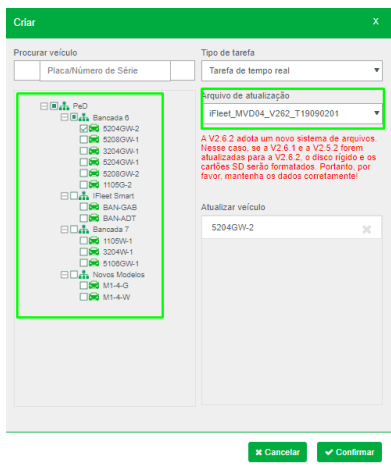 Criar
X
Procurar veículo
Placa/Número de Série
PeD
Bancada 6
5204GW-2
5208GW-1
3204GW-1
5204GW-1
5208GW-2
1105G-2
IFleet Smart
BAN-GAB
BAN-ADT
Bancada 7
1105W-1
3204W-1
5106GW-1
Novos Modelos
M1-4-G
M1-4-W
Tipo de tarefa
Tarefa de tempo real
Arquivo de atualização
iFleet_MVD04_V262_T19090201
A V2.6.2 adota um novo sistema de arquivos.
Nesse caso, se a V2.6.1 e a V2.5.2 forem
atualizadas para a V2.6.2, o disco rígido e os
cartões SD serão formatados. Portanto, por
favor, mantenha os dados corretamente!
Atualizar veículo
5204GW-2
Cancelar
Confirmar